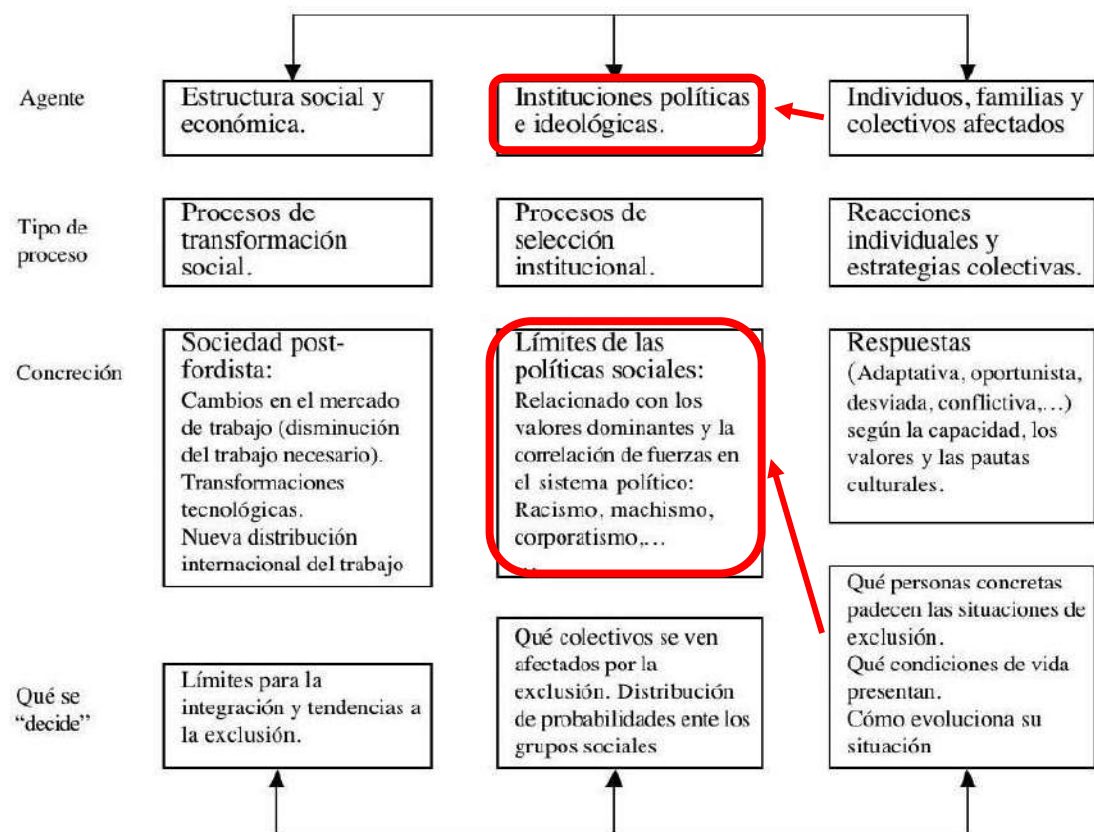 Agente
Estructura social y
económica.
Instituciones políticas
e ideológicas.
Individuos, familias y
colectivos afectados
Tipo de
proceso
Procesos de
transformación
social.
Procesos de
selección
institucional.
Reacciones
individuales y
estrategias colectivas.
Concreción
Sociedad post-
fordista:
Cambios en el mercado
de trabajo (disminución
del trabajo necesario).
Transformaciones
tecnológicas.
Nueva distribución
internacional del trabajo
Límites de las
políticas sociales:
Relacionado con los
valores dominantes y la
correlación de fuerzas en
el sistema político:
Racismo, machismo,
corporatismo,...
...
Respuestas
(Adaptativa, oportunista,
desviada, conflictiva,...)
según la capacidad, los
valores y las pautas
culturales.
Qué se
“decide”
Límites para la
integración y tendencias a
la exclusión.
Qué colectivos se ven
afectados por la
exclusión. Distribución
de probabilidades ente los
grupos sociales
Qué personas concretas
padecen las situaciones de
exclusión.
Qué condiciones de vida
presentan.
Cómo evoluciona su
situación